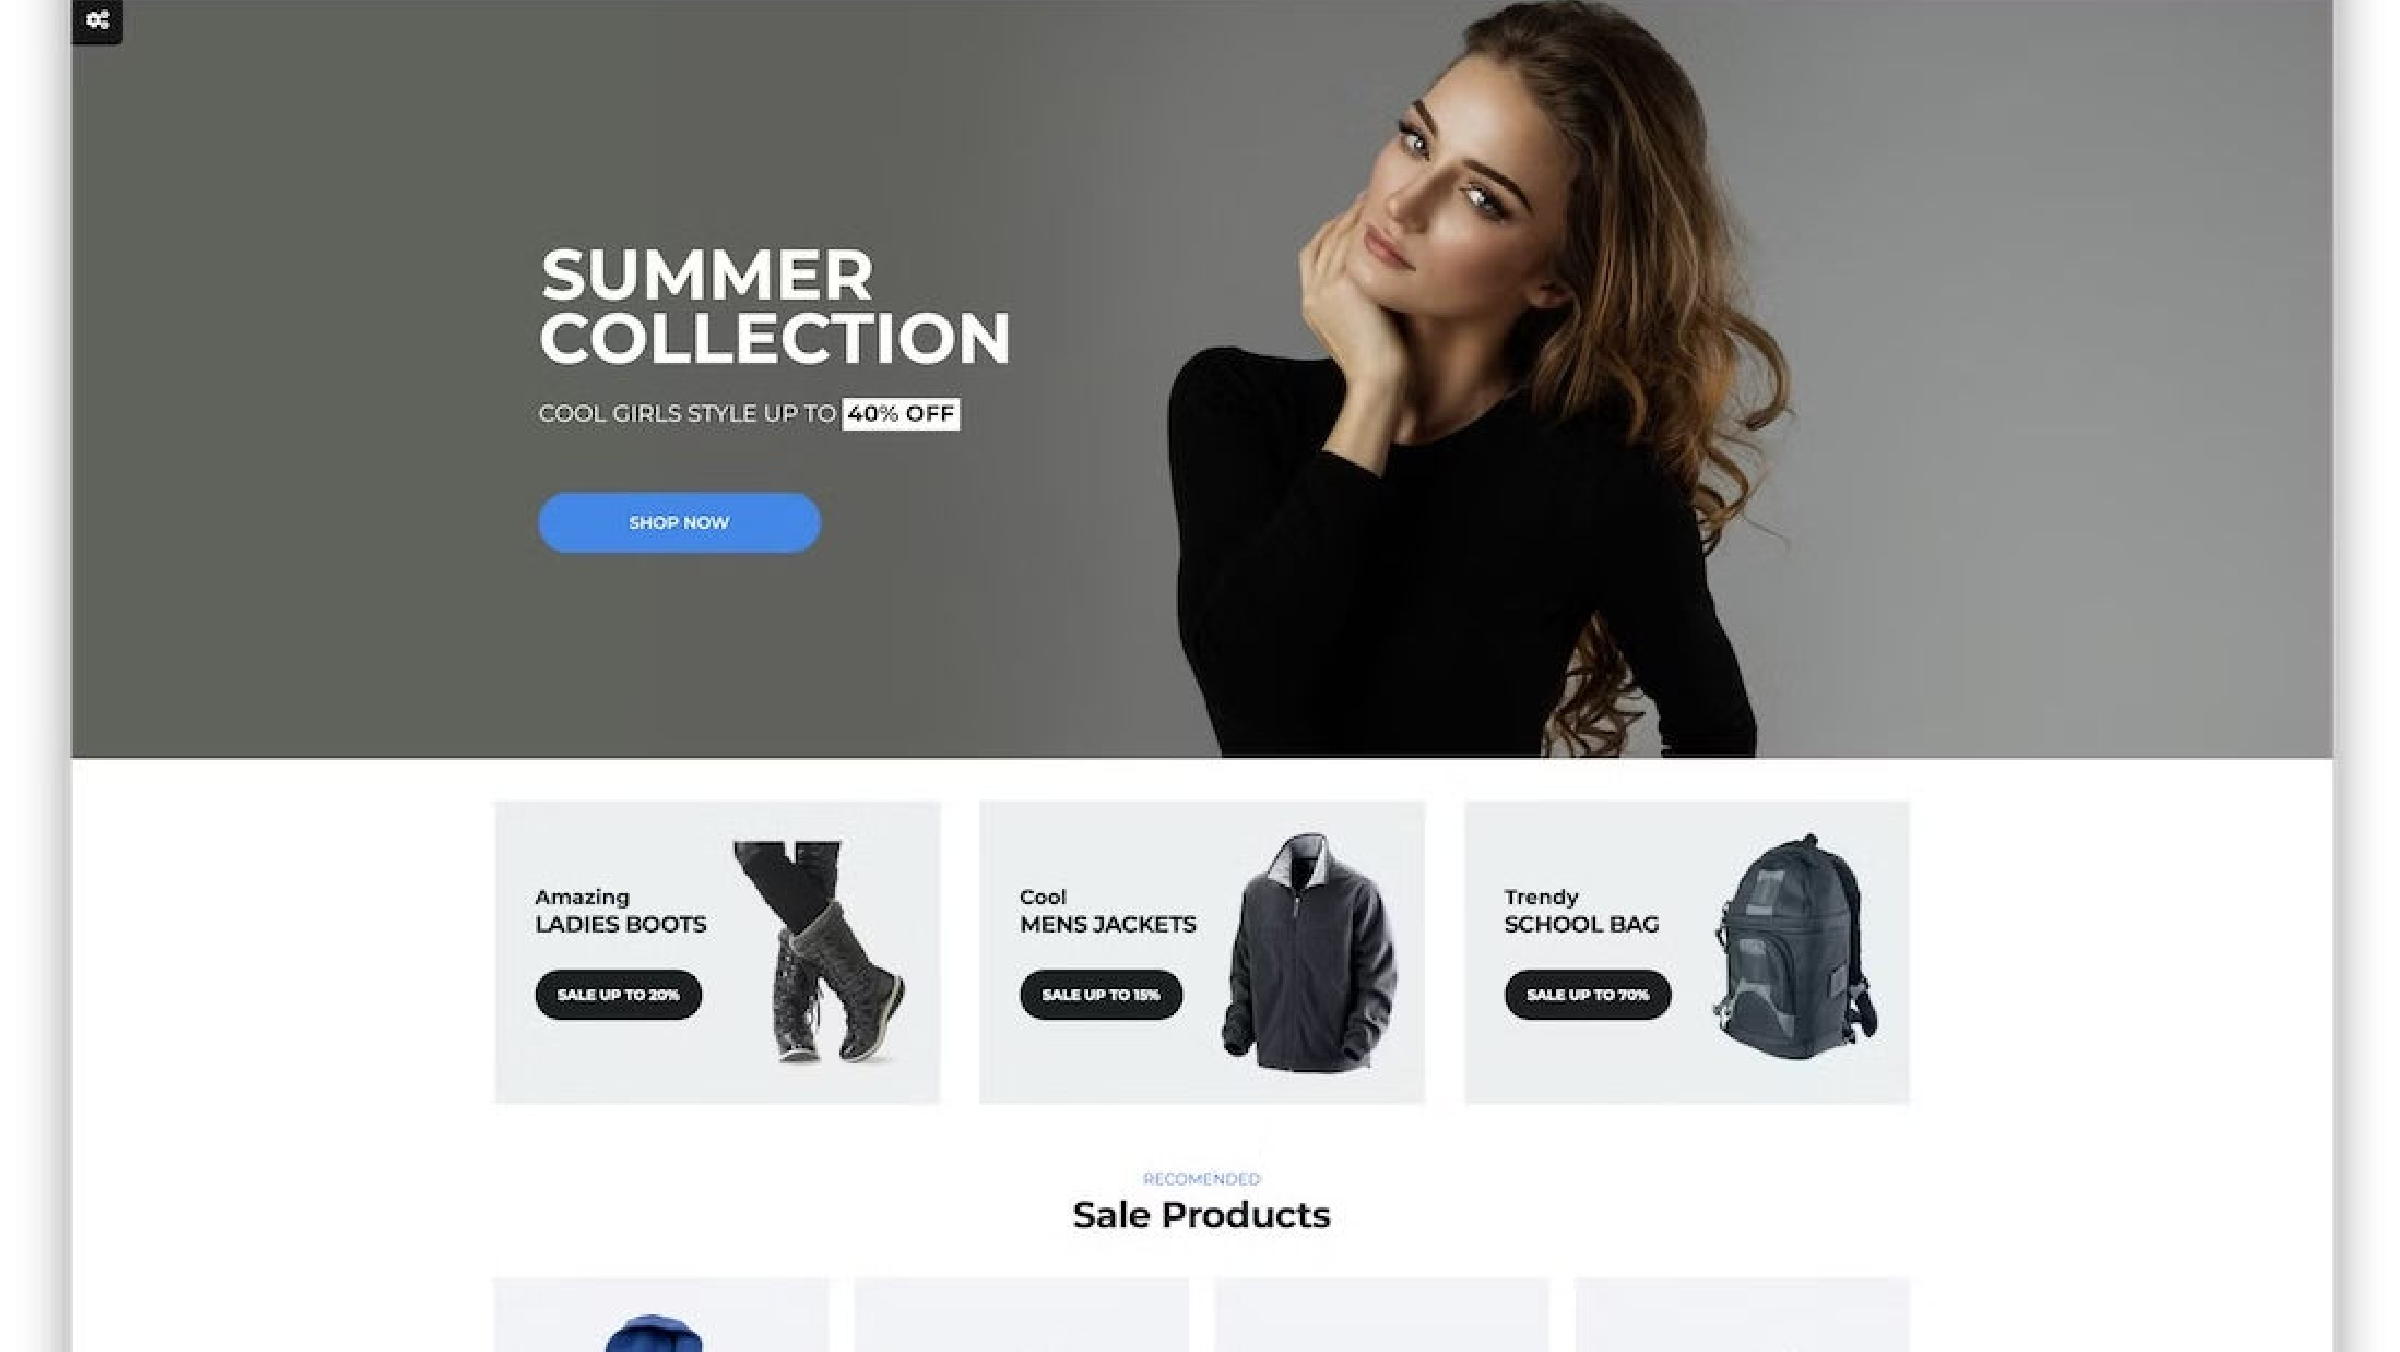 SUMMER
COLLECTION
COOL GIRLS STYLE UP TO 40% OFF
SHOP NOW
Amazing
LADIES BOOTS
SALE UP TO 20%
Cool
MENS JACKETS
SALE UP TO 15%
Trendy
SCHOOL BAG
SALE UP TO 70%
RECOMENDED
Sale Products